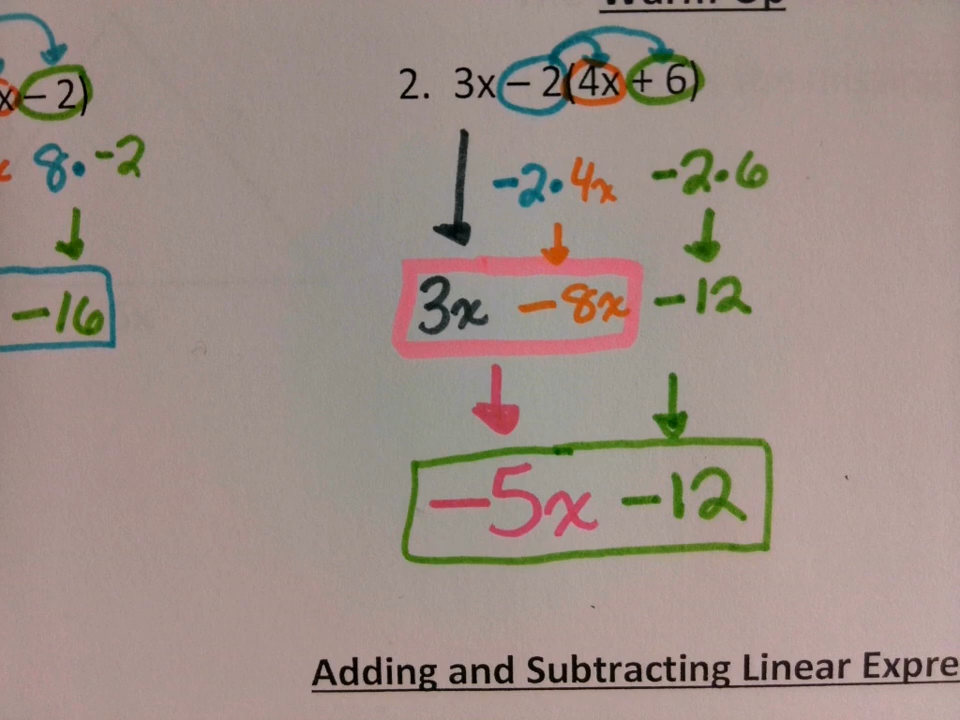 2. 3x − 2(4x + 6)
x − 2)
8 • -2
-2 • 4x -2 • 6
3x - 8x - 12
-16
-5x - 12
Adding and Subtracting Linear Expre